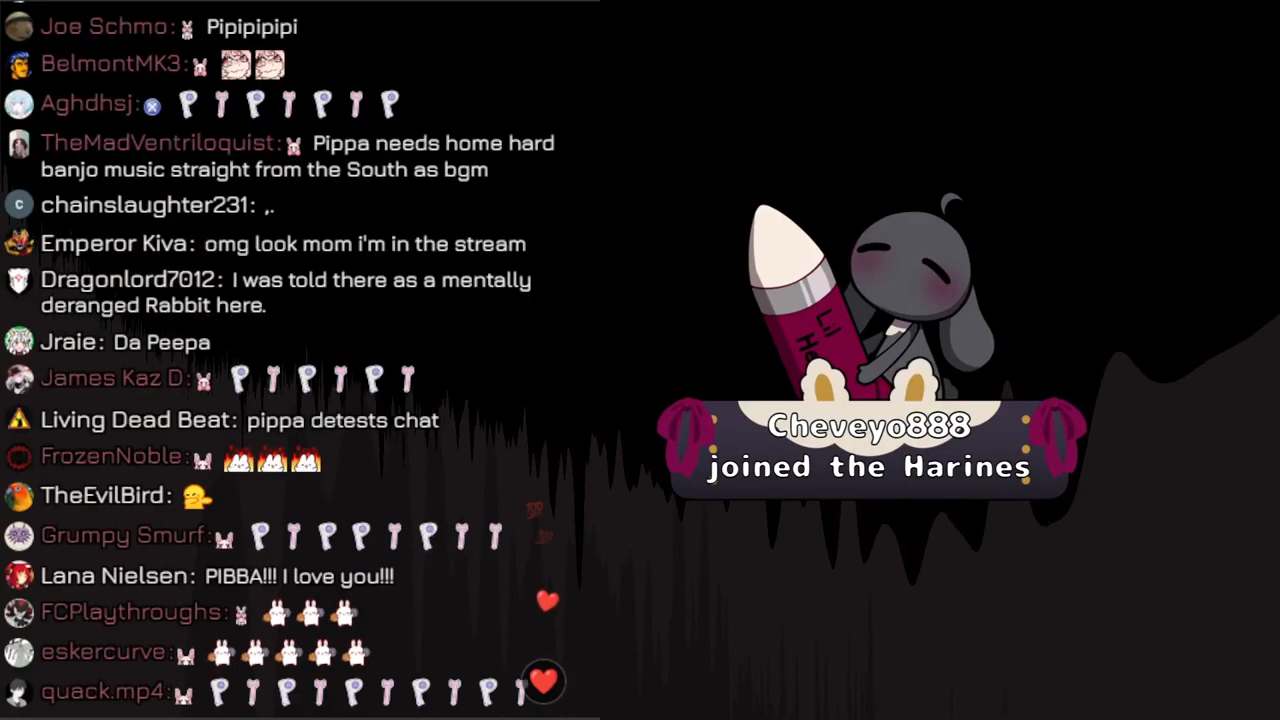 Joe Schmo: Pipipipipi
BelmontMK3:
Aghdhsj:
TheMadVentriloquist: Pippa needs home hard
banjo music straight from the South as bgm
chainslaughter231: ,.
Emperor Kiva: omg look mom i'm in the stream
Dragonlord7012: I was told there as a mentally
deranged Rabbit here.
Jraie: Da Peepa
James Kaz D:
Living Dead Beat: pippa detests chat
FrozenNoble:
TheEvilBird:
Grumpy Smurf:
Lana Nielsen: PIBBA!!! I love you!!!
FCPlaythroughs:
eskercurve:
quack.mp4:
Lil
He
Cheveyo888
joined the Harines